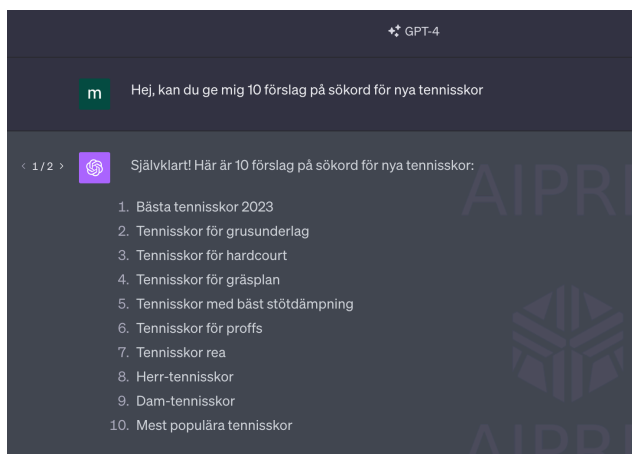 GPT-4
m
Hej, kan du ge mig 10 förslag på sökord för nya tennisskor
< 1 / 2 >
Självklart! Här är 10 förslag på sökord för nya tennisskor:
AIPR
1. Bästa tennisskor 2023
2. Tennisskor för grusunderlag
3. Tennisskor för hardcourt
4. Tennisskor för gräsplan
5. Tennisskor med bäst stötdämpning
6. Tennisskor för proffs
7. Tennisskor rea
8. Herr-tennisskor
9. Dam-tennisskor
10. Mest populära tennisskor